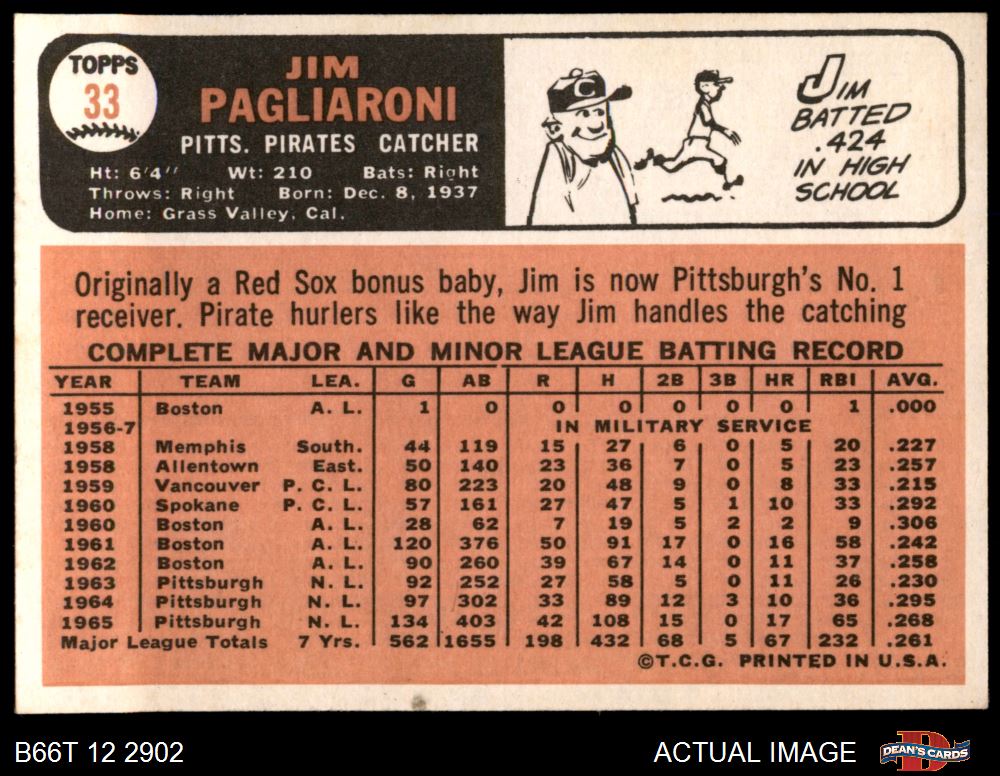 TOPPS
33
JIM
PAGLIARONI
PITTS. PIRATES CATCHER
Ht: 6'4" Wt: 210 Bats: Right
Throws: Right Born: Dec. 8, 1937
Home: Grass Valley, Cal.
C
JIM
BATTED
.424
IN HIGH
SCHOOL
Originally a Red Sox bonus baby, Jim is now Pittsburgh's No. 1
receiver. Pirate hurlers like the way Jim handles the catching
COMPLETE MAJOR AND MINOR LEAGUE BATTING RECORD
YEAR TEAM LEA. G AB R H 2B 3B HR RBI AVG.
1955 Boston A. L. 1 0 0 0 0 0 0 1 .000
1956-7 IN MILITARY SERVICE
1958 Memphis South. 44 119 15 27 6 0 5 20 .227
1958 Allentown East. 50 140 23 36 7 0 5 23 .257
1959 Vancouver P. C. L. 80 223 20 48 9 0 8 33 .215
1960 Spokane P. C. L. 57 161 27 47 5 1 10 33 .292
1960 Boston A. L. 28 62 7 19 5 2 2 9 .306
1961 Boston A. L. 120 376 50 91 17 0 16 58 .242
1962 Boston A. L. 90 260 39 67 14 0 11 37 .258
1963 Pittsburgh N. L. 92 252 27 58 5 0 11 26 .230
1964 Pittsburgh N. L. 97 302 33 89 12 3 10 36 .295
1965 Pittsburgh N. L. 134 403 42 108 15 0 17 65 .268
Major League Totals 7 Yrs. 562 1655 198 432 68 5 67 232 .261
©T.C.G. PRINTED IN U.S.A.
B66T 12 2902 ACTUAL IMAGE DEAN'S CARDS